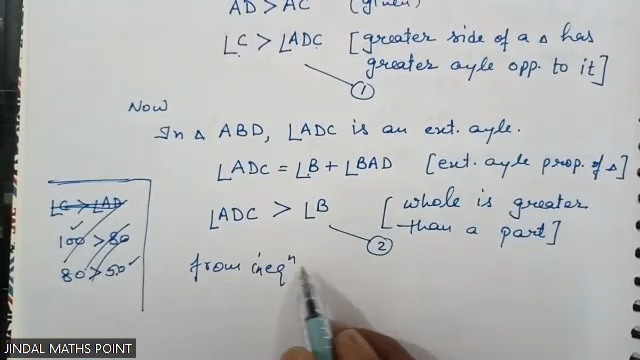 AD > AC (given)
∠C > ∠ADC [greater side of a △ has
greater angle opp. to it]
①
Now
In △ ABD, ∠ADC is an ext. angle.
∠ADC = ∠B + ∠BAD [ext. angle prop. of △]
∠ADC > ∠B [whole is greater
than a part]
②
from ineqⁿ
∠C > ∠AD
100 > 80
80 > 50
JINDAL MATHS POINT